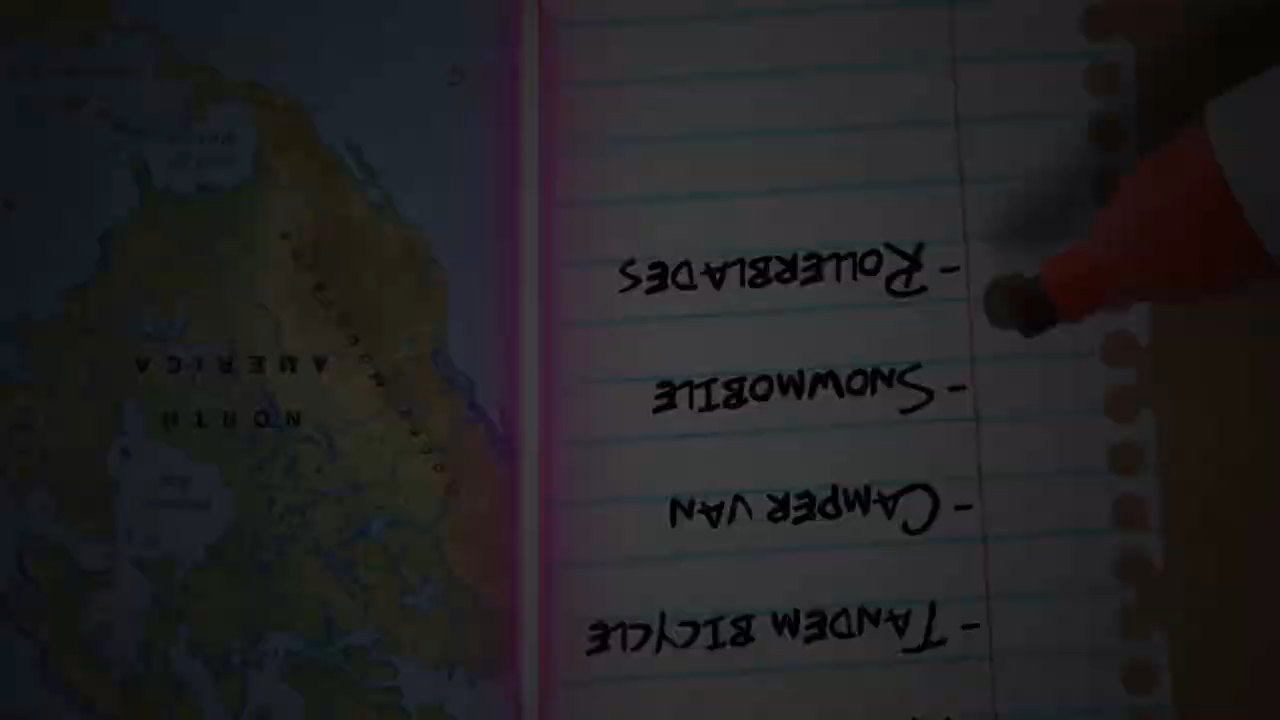 - TANDEM BICYCLE
- CAMPER VAN
- SNOWMOBILE
- ROLLERBLADES
NORTH
AMERICA